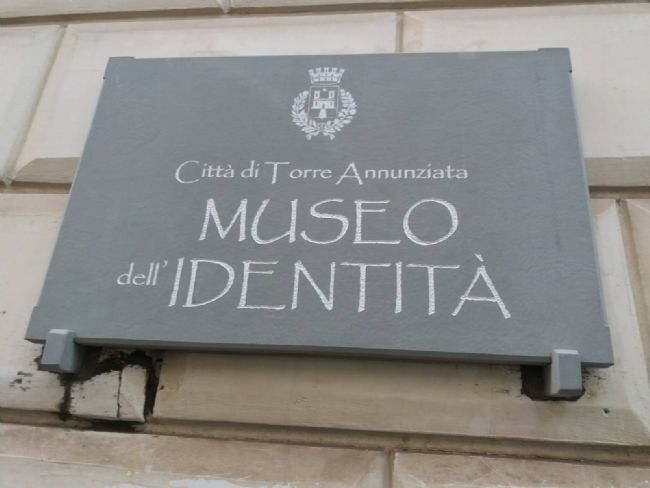 Città di Torre Annunziata
MUSEO
dell'IDENTITÀ